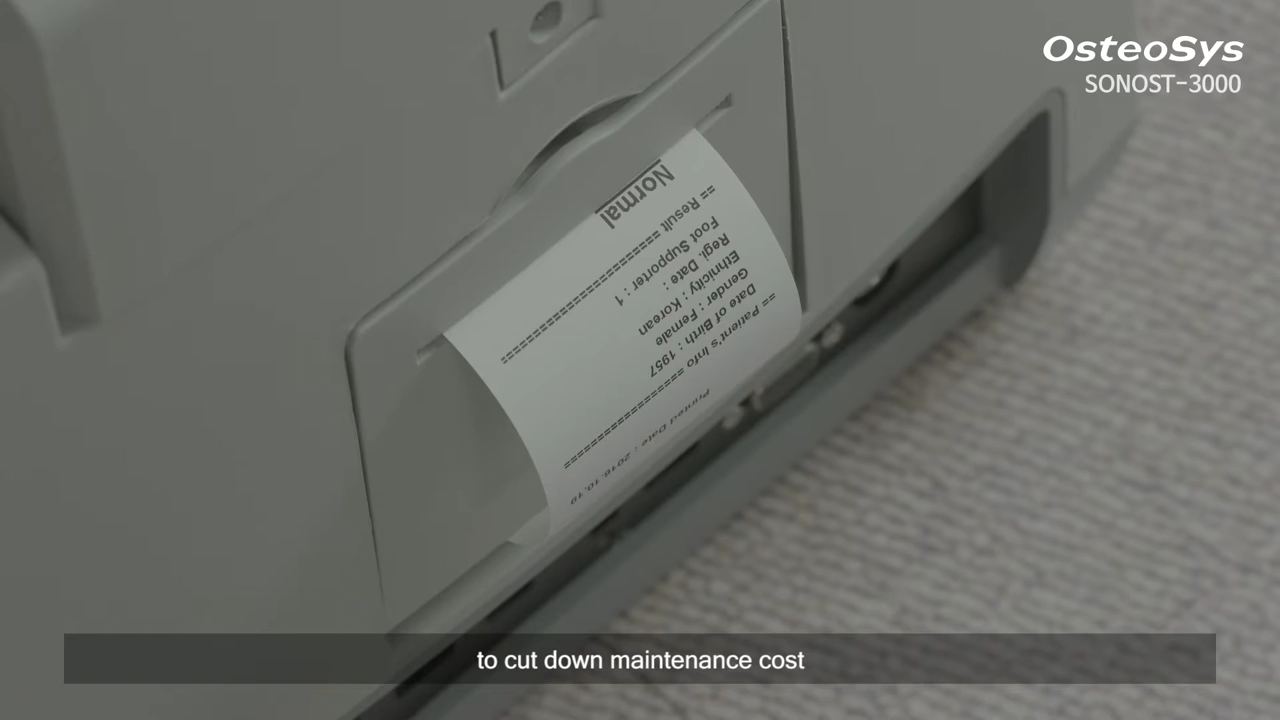 OsteoSys
SONOST-3000
Printed Date : 2016.10.19
== Patient's Info ==============
Date of Birth : 1957
Gender : Female
Ethnicity : Korean
Regi. Date :
Foot Supporter : 1
== Result ====================
Normal
to cut down maintenance cost